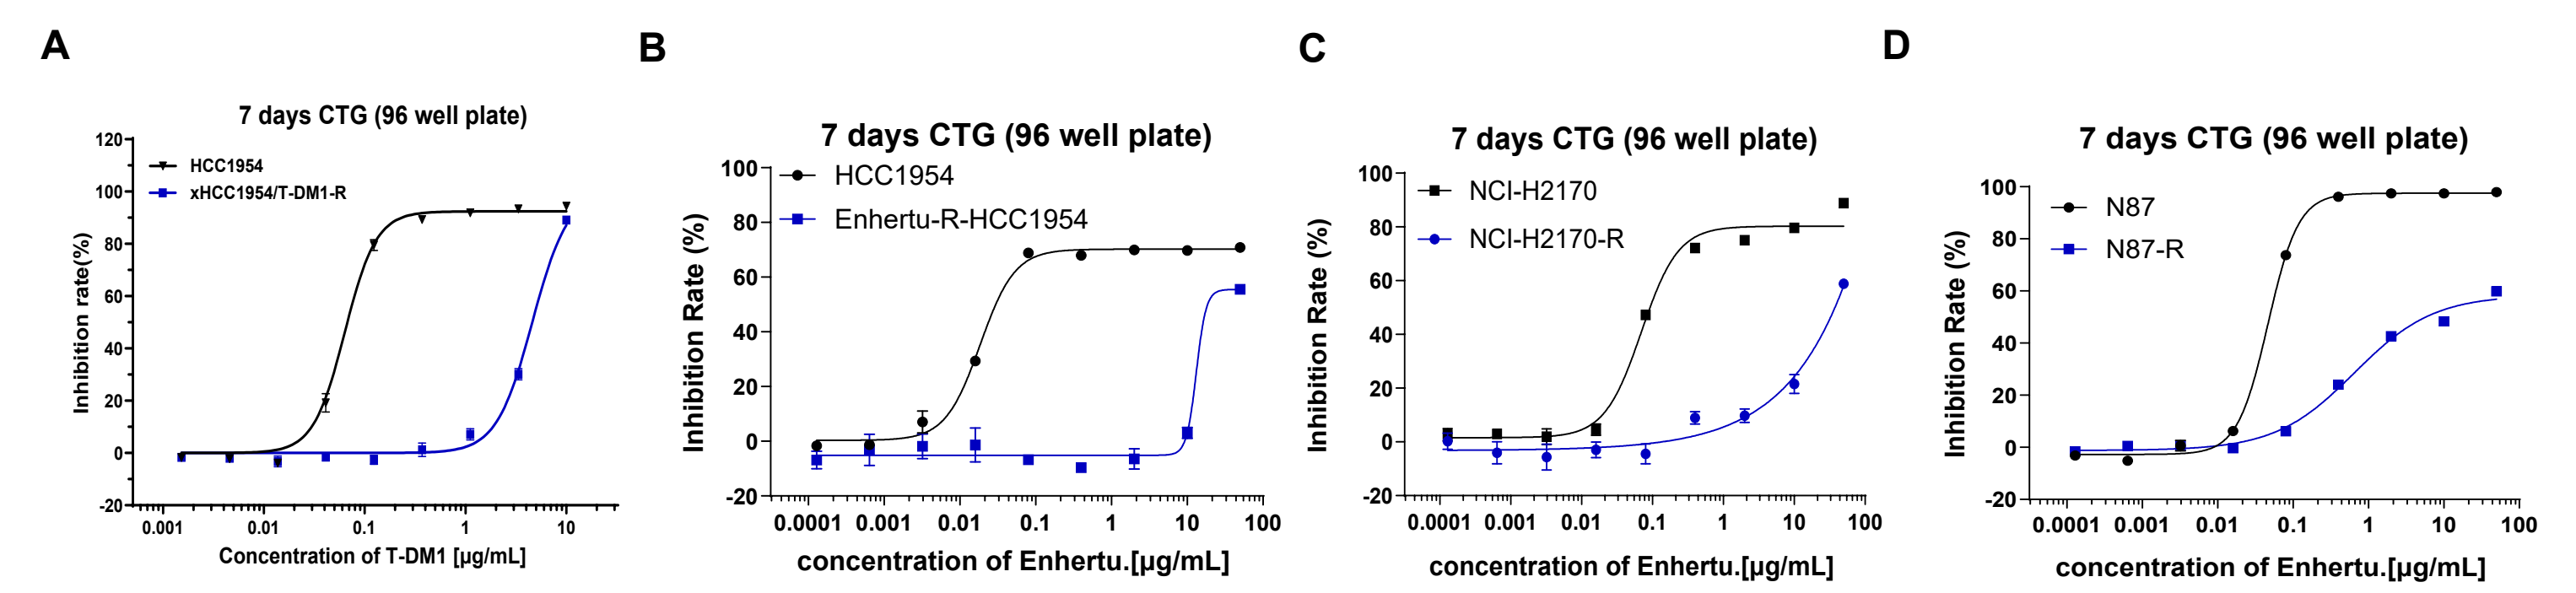 A
7 days CTG (96 well plate)
HCC1954
xHCC1954/T-DM1-R
Inhibition rate(%)
120
100
80
60
40
20
0
-20
0.001 0.01 0.1 1 10
Concentration of T-DM1 [µg/mL]
B
7 days CTG (96 well plate)
HCC1954
Enhertu-R-HCC1954
Inhibition Rate (%)
100
80
60
40
20
0
-20
0.0001 0.001 0.01 0.1 1 10 100
concentration of Enhertu.[µg/mL]
C
7 days CTG (96 well plate)
NCI-H2170
NCI-H2170-R
Inhibition Rate (%)
100
80
60
40
20
0
-20
0.0001 0.001 0.01 0.1 1 10 100
concentration of Enhertu.[µg/mL]
D
7 days CTG (96 well plate)
N87
N87-R
Inhibition Rate (%)
100
80
60
40
20
0
-20
0.0001 0.001 0.01 0.1 1 10 100
concentration of Enhertu.[µg/mL]